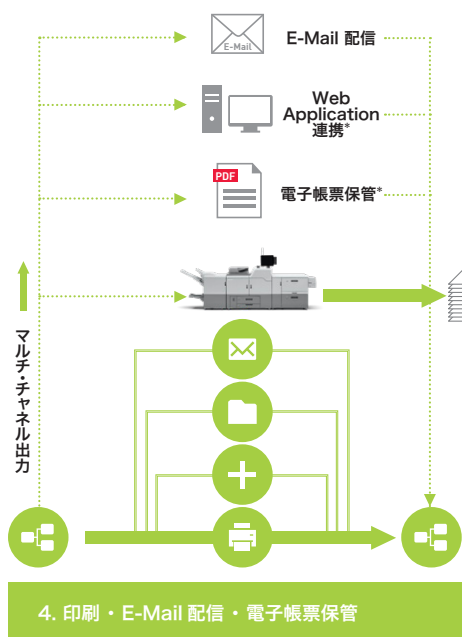 E-Mail
E-Mail 配信
Web
Application
連携*
PDF
電子帳票保管*
マルチ・チャネル出力
4. 印刷・E-Mail 配信・電子帳票保管